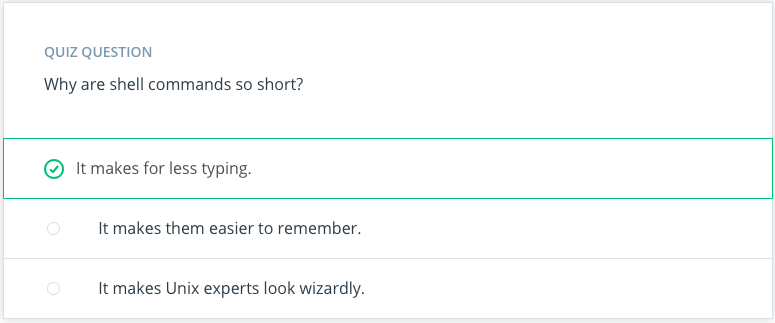 QUIZ QUESTION
Why are shell commands so short?
It makes for less typing.
It makes them easier to remember.
It makes Unix experts look wizardly.